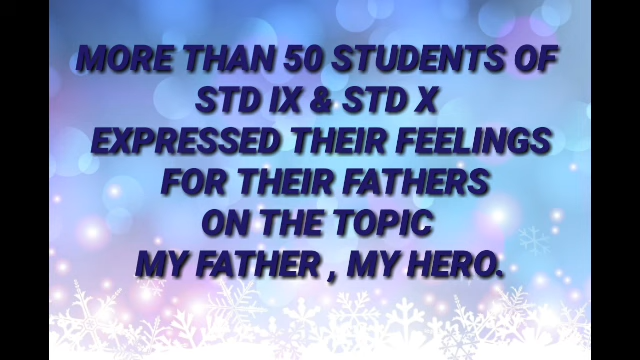 MORE THAN 50 STUDENTS OF
STD IX & STD X
EXPRESSED THEIR FEELINGS
FOR THEIR FATHERS
ON THE TOPIC
MY FATHER , MY HERO.